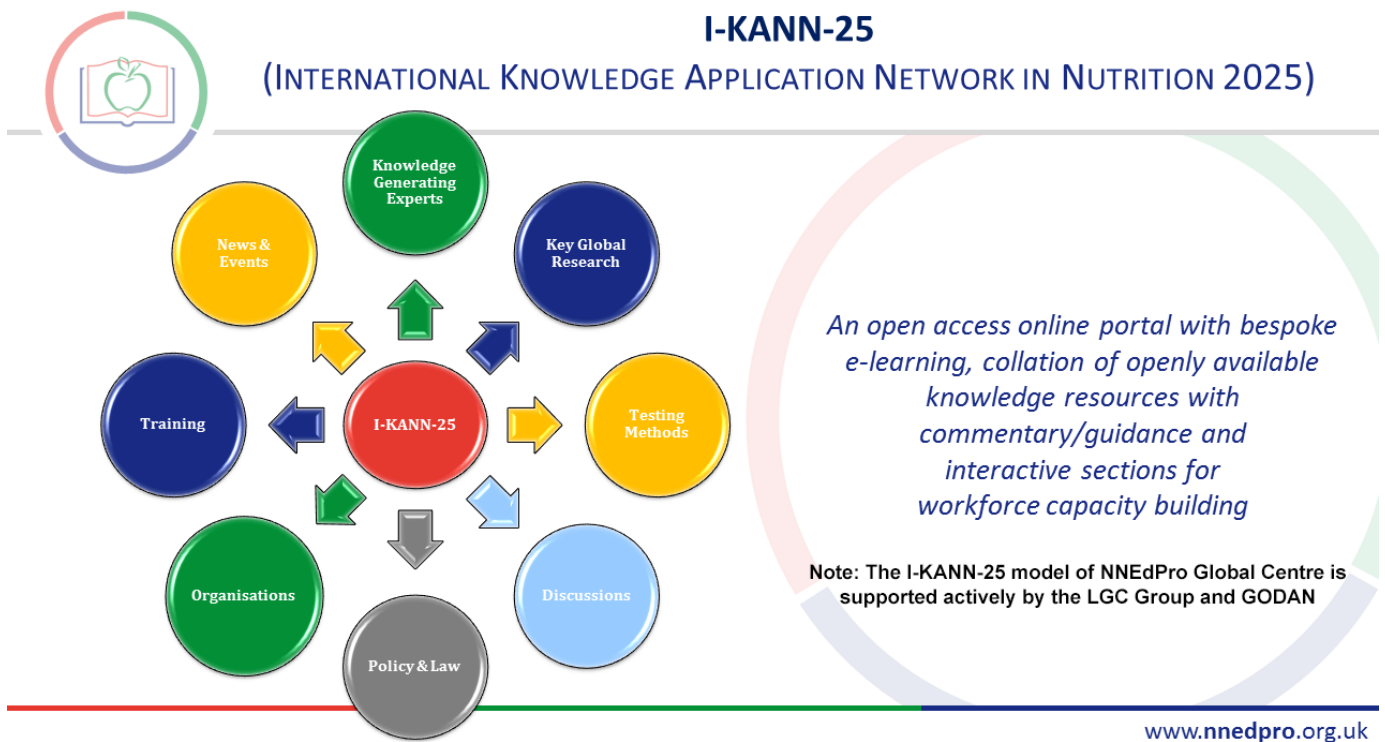 I-KANN-25
(INTERNATIONAL KNOWLEDGE APPLICATION NETWORK IN NUTRITION 2025)
Knowledge
Generating
Experts
Key Global
Research
Testing
Methods
Discussions
Policy & Law
Organisations
Training
News &
Events
I-KANN-25
An open access online portal with bespoke
e-learning, collation of openly available
knowledge resources with
commentary/guidance and
interactive sections for
workforce capacity building
Note: The I-KANN-25 model of NNEdPro Global Centre is
supported actively by the LGC Group and GODAN
www.nnedpro.org.uk